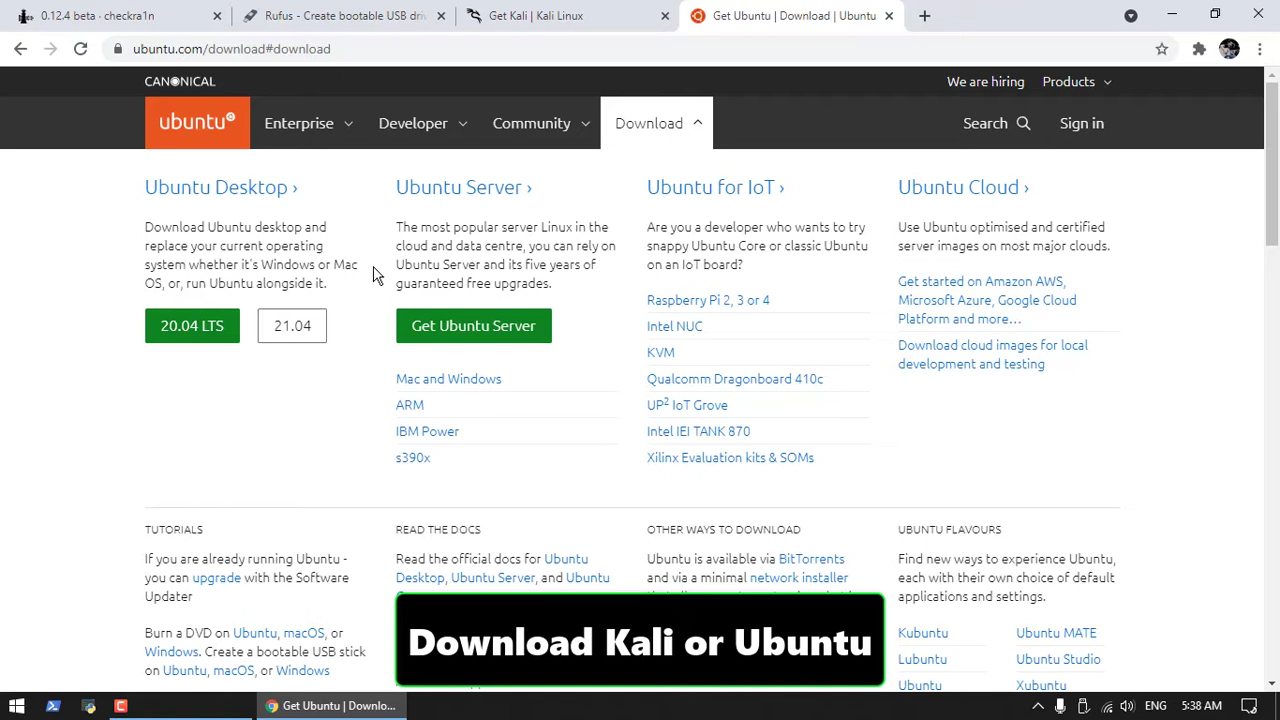 0.12.4 beta - checkra1n
Rufus - Create bootable USB driv
Get Kali | Kali Linux
Get Ubuntu | Download | Ubuntu
ubuntu.com/download#download
CANONICAL
We are hiring
Products
ubuntu
Enterprise
Developer
Community
Download
Search
Sign in
Ubuntu Desktop ›
Download Ubuntu desktop and
replace your current operating
system whether it's Windows or Mac
OS, or, run Ubuntu alongside it.
20.04 LTS
21.04
Ubuntu Server ›
The most popular server Linux in the
cloud and data centre, you can rely on
Ubuntu Server and its five years of
guaranteed free upgrades.
Get Ubuntu Server
Mac and Windows
ARM
IBM Power
s390x
Ubuntu for IoT ›
Are you a developer who wants to try
snappy Ubuntu Core or classic Ubuntu
on an IoT board?
Raspberry Pi 2, 3 or 4
Intel NUC
KVM
Qualcomm Dragonboard 410c
UP² IoT Grove
Intel IEI TANK 870
Xilinx Evaluation kits & SOMs
Ubuntu Cloud ›
Use Ubuntu optimised and certified
server images on most major clouds.
Get started on Amazon AWS,
Microsoft Azure, Google Cloud
Platform and more…
Download cloud images for local
development and testing
TUTORIALS
If you are already running Ubuntu -
you can upgrade with the Software
Updater
Burn a DVD on Ubuntu, macOS, or
Windows. Create a bootable USB stick
on Ubuntu, macOS, or Windows
READ THE DOCS
Read the official docs for Ubuntu
Desktop, Ubuntu Server, and Ubuntu
OTHER WAYS TO DOWNLOAD
Ubuntu is available via BitTorrents
and via a minimal network installer
UBUNTU FLAVOURS
Find new ways to experience Ubuntu,
each with their own choice of default
applications and settings.
Kubuntu
Ubuntu MATE
Lubuntu
Ubuntu Studio
Ubuntu
Xubuntu
Download Kali or Ubuntu
Get Ubuntu | Downlo...
ENG
5:38 AM